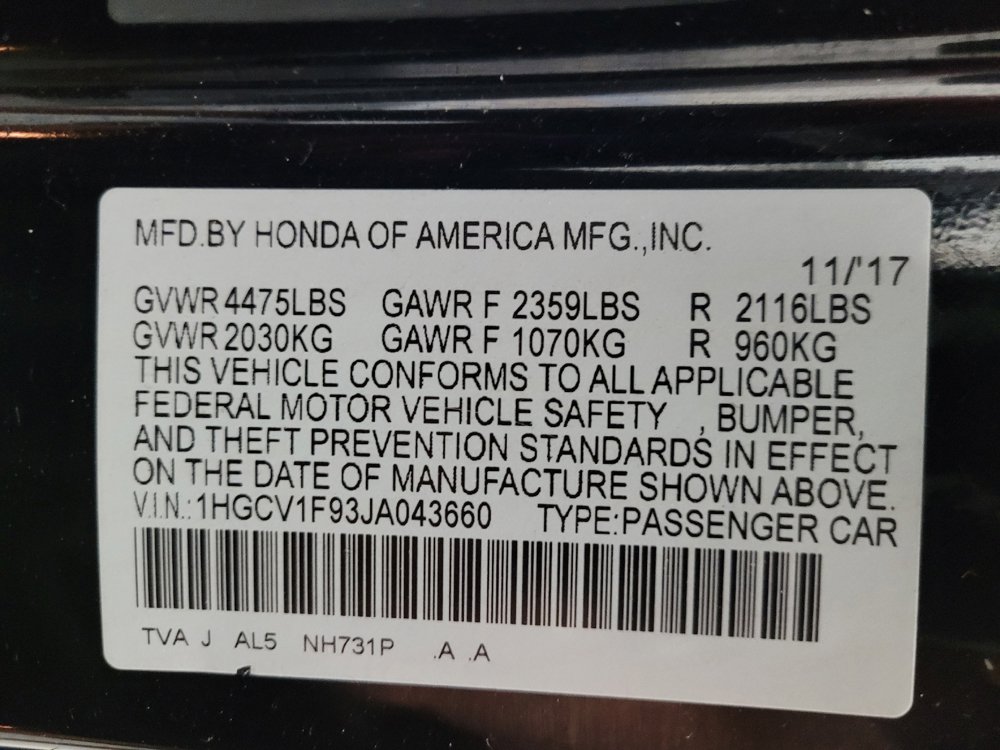 MFD.BY HONDA OF AMERICA MFG.,INC.
11/'17
GVWR 4475LBS GAWR F 2359LBS R 2116LBS
GVWR 2030KG GAWR F 1070KG R 960KG
THIS VEHICLE CONFORMS TO ALL APPLICABLE
FEDERAL MOTOR VEHICLE SAFETY , BUMPER,
AND THEFT PREVENTION STANDARDS IN EFFECT
ON THE DATE OF MANUFACTURE SHOWN ABOVE.
V.I.N.:1HGCV1F93JA043660 TYPE:PASSENGER CAR
TVA J AL5 NH731P .A .A